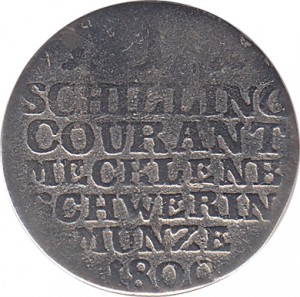 SCHILLING
COURANT
MECKLENB
SCHWERIN
MUNZE
1800